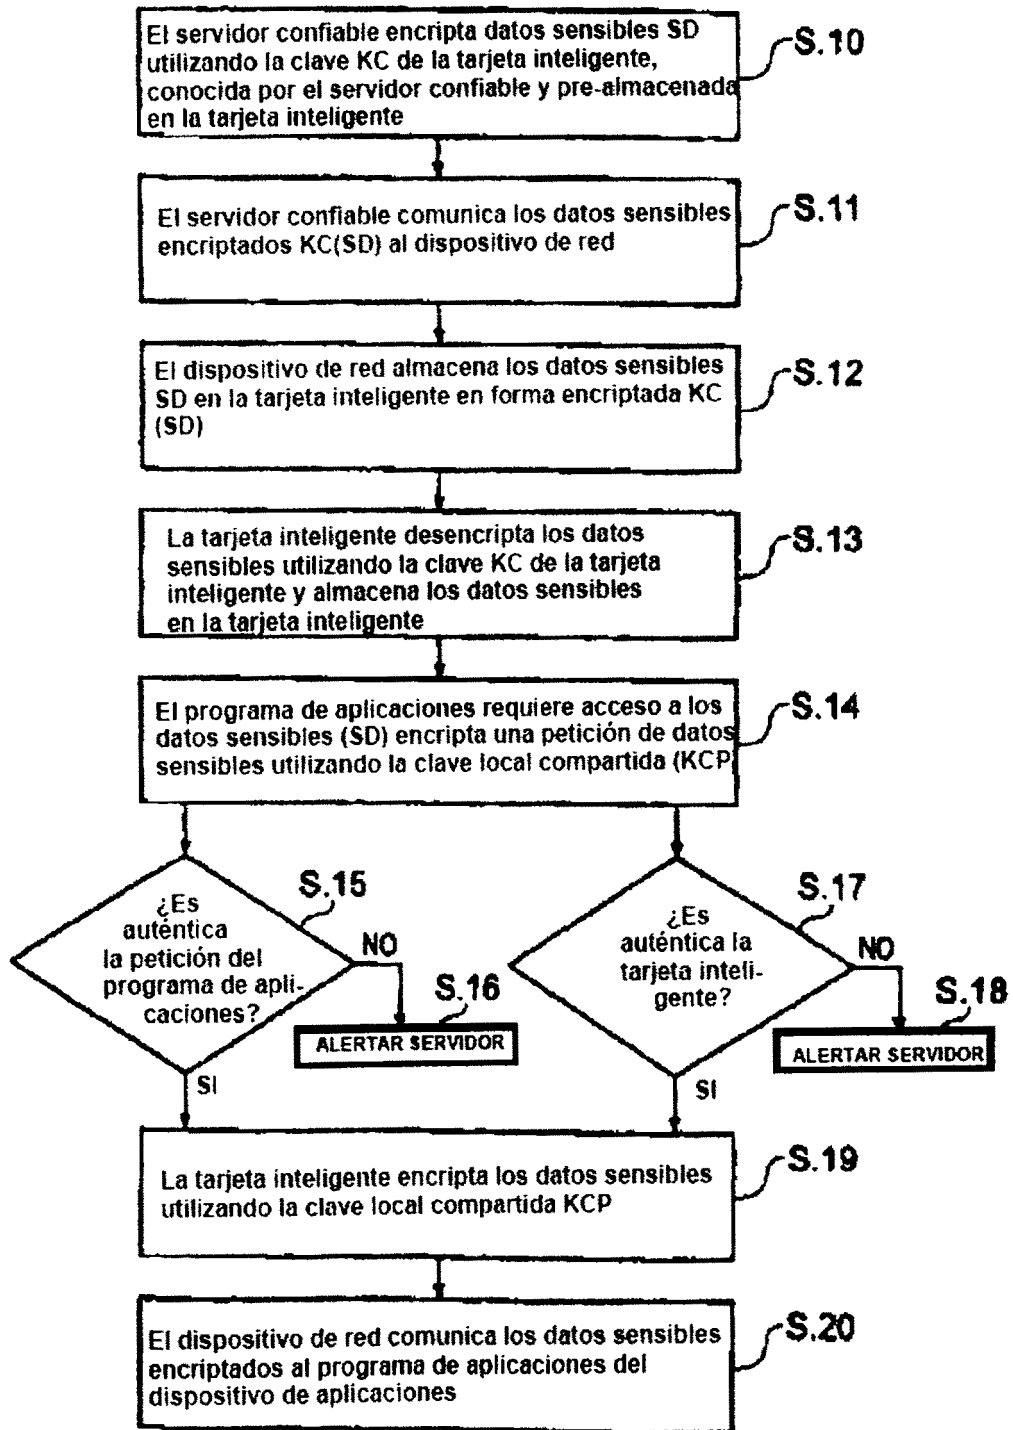 El servidor confiable encripta datos sensibles SD
utilizando la clave KC de la tarjeta inteligente,
conocida por el servidor confiable y pre-almacenada
en la tarjeta inteligente
S.10
El servidor confiable comunica los datos sensibles
encriptados KC(SD) al dispositivo de red
S.11
El dispositivo de red almacena los datos sensibles
SD en la tarjeta inteligente en forma encriptada KC
(SD)
S.12
La tarjeta inteligente desencripta los datos
sensibles utilizando la clave KC de la tarjeta
inteligente y almacena los datos sensibles
en la tarjeta inteligente
S.13
El programa de aplicaciones requiere acceso a los
datos sensibles (SD) encripta una petición de datos
sensibles utilizando la clave local compartida (KCP
S.14
¿Es
auténtica
la petición del
programa de apli-
caciones?
S.15
NO
S.16
ALERTAR SERVIDOR
SI
¿Es
auténtica la
tarjeta inteli-
gente?
S.17
NO
S.18
ALERTAR SERVIDOR
SI
La tarjeta inteligente encripta los datos sensibles
utilizando la clave local compartida KCP
S.19
El dispositivo de red comunica los datos sensibles
encriptados al programa de aplicaciones del
dispositivo de aplicaciones
S.20